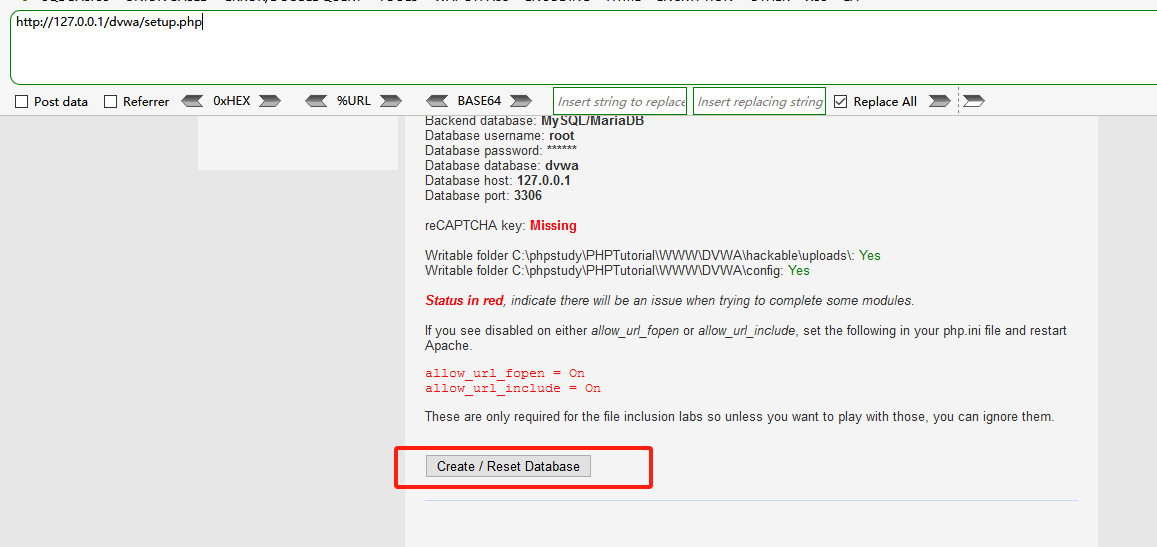 http://127.0.0.1/dvwa/setup.php
Post data Referrer 0xHEX %URL BASE64 Insert string to replace Insert replacing string Replace All
Backend database: MySQL/MariaDB
Database username: root
Database password: ******
Database database: dvwa
Database host: 127.0.0.1
Database port: 3306
reCAPTCHA key: Missing
Writable folder C:\phpstudy\PHPTutorial\WWW\DVWA\hackable\uploads\: Yes
Writable folder C:\phpstudy\PHPTutorial\WWW\DVWA\config: Yes
Status in red, indicate there will be an issue when trying to complete some modules.
If you see disabled on either allow_url_fopen or allow_url_include, set the following in your php.ini file and restart
Apache.
allow_url_fopen = On
allow_url_include = On
These are only required for the file inclusion labs so unless you want to play with those, you can ignore them.
Create / Reset Database